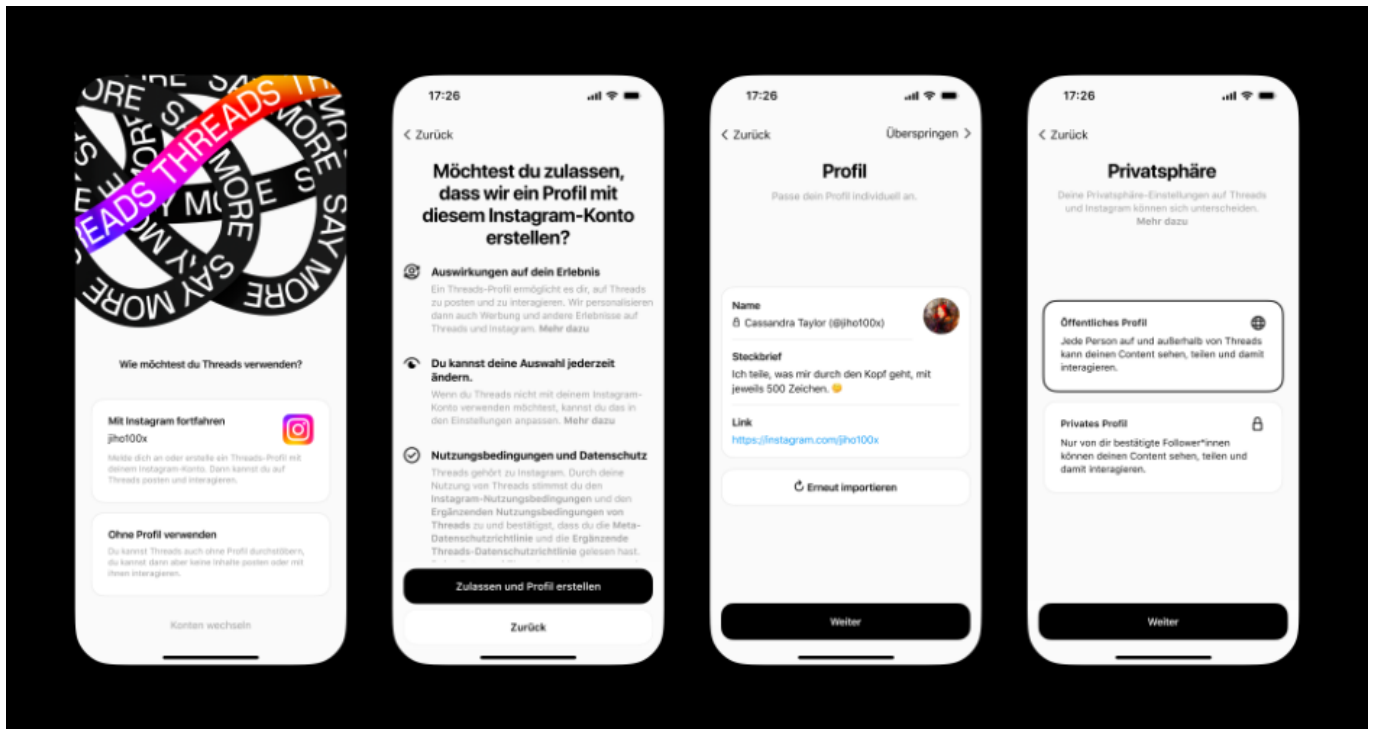 THREADS THREADS
SAY MORE
SAY MORE
SAY MORE
Wie möchtest du Threads verwenden?
Mit Instagram fortfahren
jiho100x
Melde dich an oder erstelle ein Threads-Profil mit
deinem Instagram-Konto. Dann kannst du auf
Threads posten und interagieren.
Ohne Profil verwenden
Du kannst Threads auch ohne Profil durchstöbern,
du kannst dann aber keine Inhalte posten oder mit
ihnen interagieren.
Konten wechseln
17:26
Zurück
Möchtest du zulassen,
dass wir ein Profil mit
diesem Instagram-Konto
erstellen?
Auswirkungen auf dein Erlebnis
Ein Threads-Profil ermöglicht es dir, auf Threads
zu posten und zu interagieren. Wir personalisieren
dann auch Werbung und andere Erlebnisse auf
Threads und Instagram. Mehr dazu
Du kannst deine Auswahl jederzeit
ändern.
Wenn du Threads nicht mit deinem Instagram-
Konto verwenden möchtest, kannst du das in
den Einstellungen anpassen. Mehr dazu
Nutzungsbedingungen und Datenschutz
Threads gehört zu Instagram. Durch deine
Nutzung von Threads stimmst du den
Instagram-Nutzungsbedingungen und den
Ergänzenden Nutzungsbedingungen von
Threads zu und bestätigst, dass du die Meta-
Datenschutzrichtlinie und die Ergänzende
Threads-Datenschutzrichtlinie gelesen hast.
Zulassen und Profil erstellen
Zurück
17:26
Zurück Überspringen
Profil
Passe dein Profil individuell an.
Name
Cassandra Taylor (@jiho100x)
Steckbrief
Ich teile, was mir durch den Kopf geht, mit
jeweils 500 Zeichen.
Link
https://instagram.com/jiho100x
Erneut importieren
Weiter
17:26
Zurück
Privatsphäre
Deine Privatsphäre-Einstellungen auf Threads
und Instagram können sich unterscheiden.
Mehr dazu
Öffentliches Profil
Jede Person auf und außerhalb von Threads
kann deinen Content sehen, teilen und damit
interagieren.
Privates Profil
Nur von dir bestätigte Follower*innen
können deinen Content sehen, teilen und
damit interagieren.
Weiter